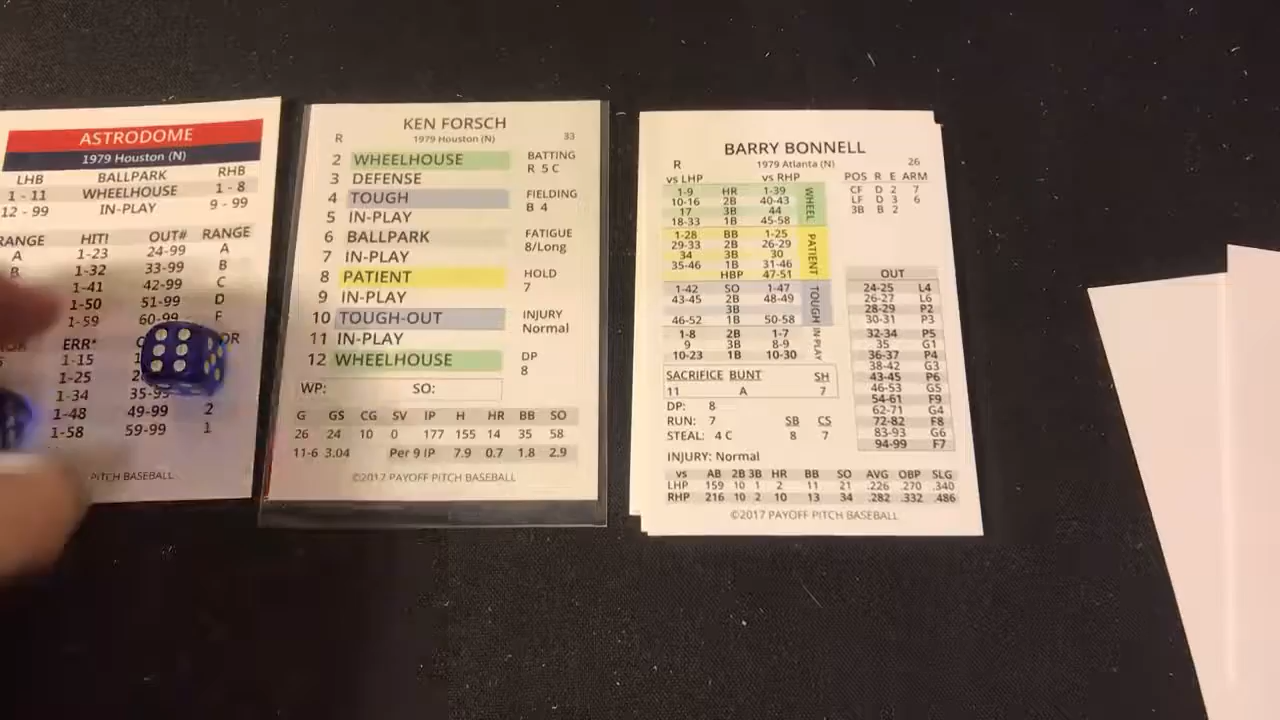 ASTRODOME
1979 Houston (N)
LHB BALLPARK RHB
1 - 11 WHEELHOUSE 1 - 8
12 - 99 IN-PLAY 9 - 99
RANGE HIT! OUT# RANGE
A 1-23 24-99 A
B 1-32 33-99 B
1-41 42-99 C
1-50 51-99 D
1-59 60-99 F
ERR*
1-15
1-25
1-34 35-99
1-48 49-99 2
1-58 59-99 1
PITCH BASEBALL
KEN FORSCH
R 1979 Houston (N) 33
2 WHEELHOUSE
3 DEFENSE
4 TOUGH
5 IN-PLAY
6 BALLPARK
7 IN-PLAY
8 PATIENT
9 IN-PLAY
10 TOUGH-OUT
11 IN-PLAY
12 WHEELHOUSE
BATTING
R 5 C
FIELDING
B 4
FATIGUE
8/Long
HOLD
7
INJURY
Normal
DP
8
WP: SO:
G GS CG SV IP H HR BB SO
26 24 10 0 177 155 14 35 58
11-6 3.04 Per 9 IP 7.9 0.7 1.8 2.9
©2017 PAYOFF PITCH BASEBALL
BARRY BONNELL
R 1979 Atlanta (N) 26
vs LHP vs RHP
1-9 HR 1-39
10-16 2B 40-43
17 3B 44
18-33 1B 45-58
WHEEL
1-28 BB 1-25
29-33 2B 26-29
34 3B 30
35-46 1B 31-46
HBP 47-51
PATIENT
1-42 SO 1-47
43-45 2B 48-49
3B
46-52 1B 50-58
TOUGH
1-8 2B 1-7
9 3B 8-9
10-23 1B 10-30
IN PLAY
POS R E ARM
CF D 2 7
LF D 3 6
3B B 2
OUT
24-25 L4
26-27 L6
28-29 P2
30-31 P3
32-34 P5
35 G1
36-37 P4
38-42 G3
43-45 P6
46-53 G5
54-61 F9
62-71 G4
72-82 F8
83-93 G6
94-99 F7
SACRIFICE BUNT SH
11 A 7
DP: 8
RUN: 7 SB CS
STEAL: 4 C 8 7
INJURY: Normal
vs AB 2B 3B HR BB SO AVG OBP SLG
LHP 159 10 1 2 11 21 .226 .270 .340
RHP 216 10 2 10 13 34 .282 .332 .486
©2017 PAYOFF PITCH BASEBALL